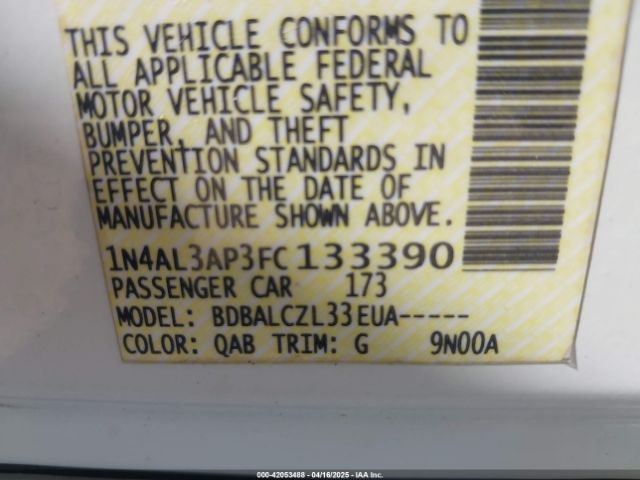 THIS VEHICLE CONFORMS TO
ALL APPLICABLE FEDERAL
MOTOR VEHICLE SAFETY,
BUMPER, AND THEFT
PREVENTION STANDARDS IN
EFFECT ON THE DATE OF
MANUFACTURE SHOWN ABOVE.
1N4AL3AP3FC133390
PASSENGER CAR 173
MODEL: BDBALCZL33EUA-----
COLOR: QAB TRIM: G 9N00A
000-42053488 - 04/16/2025 - IAA Inc.